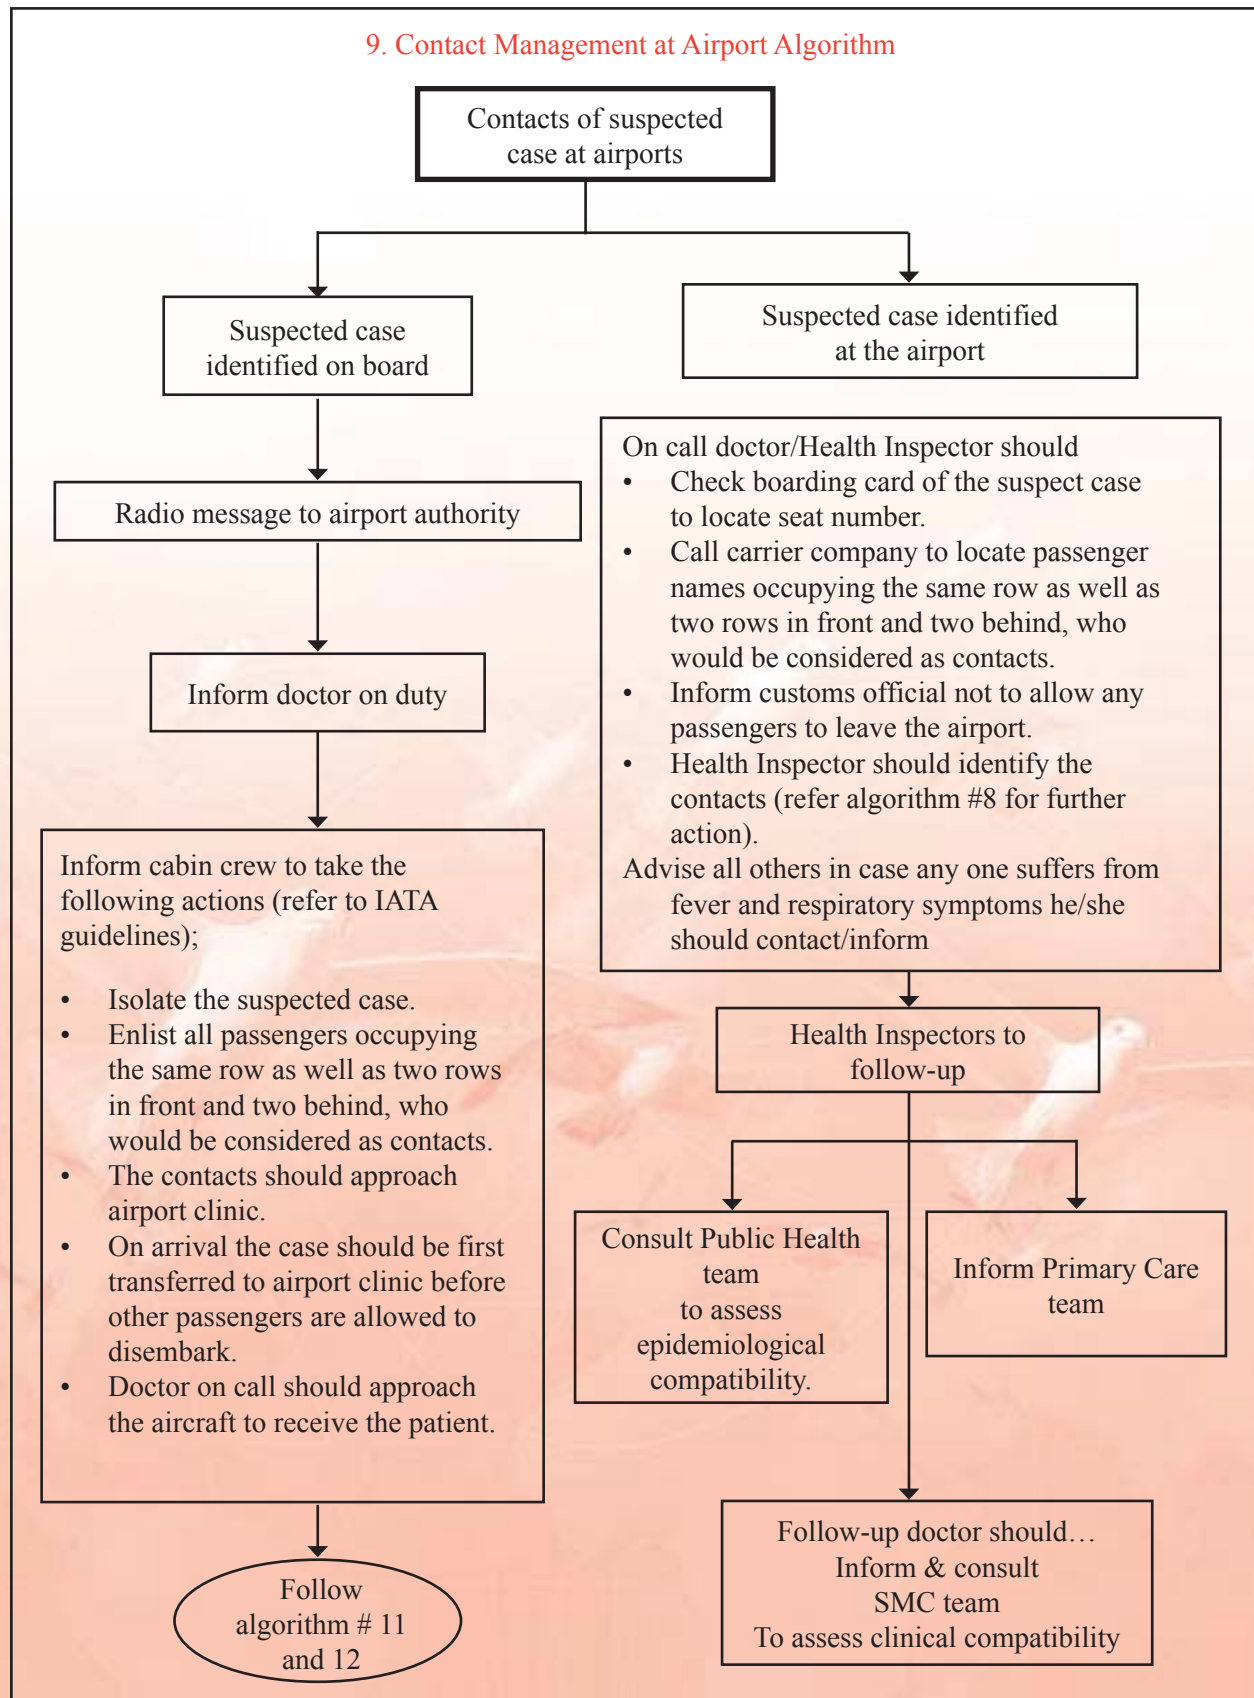 9. Contact Management at Airport Algorithm
Contacts of suspected
case at airports
Suspected case
identified on board
Radio message to airport authority
Inform doctor on duty
Inform cabin crew to take the
following actions (refer to IATA
guidelines);
• Isolate the suspected case.
• Enlist all passengers occupying
the same row as well as two rows
in front and two behind, who
would be considered as contacts.
• The contacts should approach
airport clinic.
• On arrival the case should be first
transferred to airport clinic before
other passengers are allowed to
disembark.
• Doctor on call should approach
the aircraft to receive the patient.
Follow
algorithm # 11
and 12
Suspected case identified
at the airport
On call doctor/Health Inspector should
• Check boarding card of the suspect case
to locate seat number.
• Call carrier company to locate passenger
names occupying the same row as well as
two rows in front and two behind, who
would be considered as contacts.
• Inform customs official not to allow any
passengers to leave the airport.
• Health Inspector should identify the
contacts (refer algorithm #8 for further
action).
Advise all others in case any one suffers from
fever and respiratory symptoms he/she
should contact/inform
Health Inspectors to
follow-up
Consult Public Health
team
to assess
epidemiological
compatibility.
Inform Primary Care
team
Follow-up doctor should…
Inform & consult
SMC team
To assess clinical compatibility